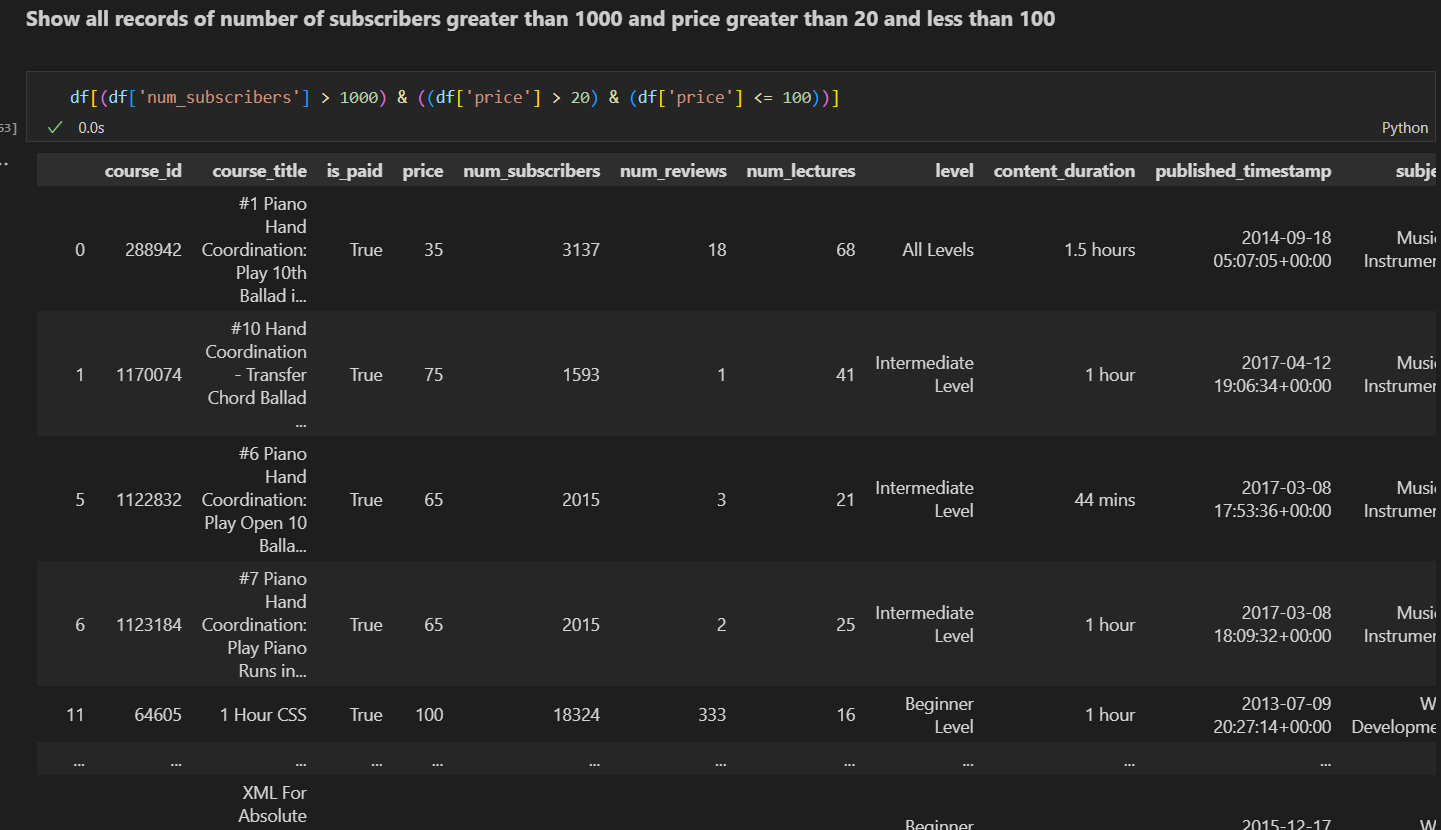 Show all records of number of subscribers greater than 1000 and price greater than 20 and less than 100
df[(df['num_subscribers'] > 1000) & ((df['price'] > 20) & (df['price'] <= 100))]
53]
✓ 0.0s Python
..
course_id course_title is_paid price num_subscribers num_reviews num_lectures level content_duration published_timestamp subje
#1 Piano
Hand
0 288942 Coordination: True 35 3137 18 68 All Levels 1.5 hours 2014-09-18 05:07:05+00:00 Music Instrumen
Play 10th
Ballad i...
#10 Hand
Coordination
1 1170074 - Transfer True 75 1593 1 41 Intermediate Level 1 hour 2017-04-12 19:06:34+00:00 Music Instrumen
Chord Ballad
...
#6 Piano
Hand
5 1122832 Coordination: True 65 2015 3 21 Intermediate Level 44 mins 2017-03-08 17:53:36+00:00 Music Instrumen
Play Open 10
Balla...
#7 Piano
Hand
6 1123184 Coordination: True 65 2015 2 25 Intermediate Level 1 hour 2017-03-08 18:09:32+00:00 Music Instrumen
Play Piano
Runs in...
11 64605 1 Hour CSS True 100 18324 333 16 Beginner Level 1 hour 2013-07-09 20:27:14+00:00 W Developme
... ... ... ... ... ... ... ... ... ... ...
XML For
Absolute
Beginner 2015-12-17 W